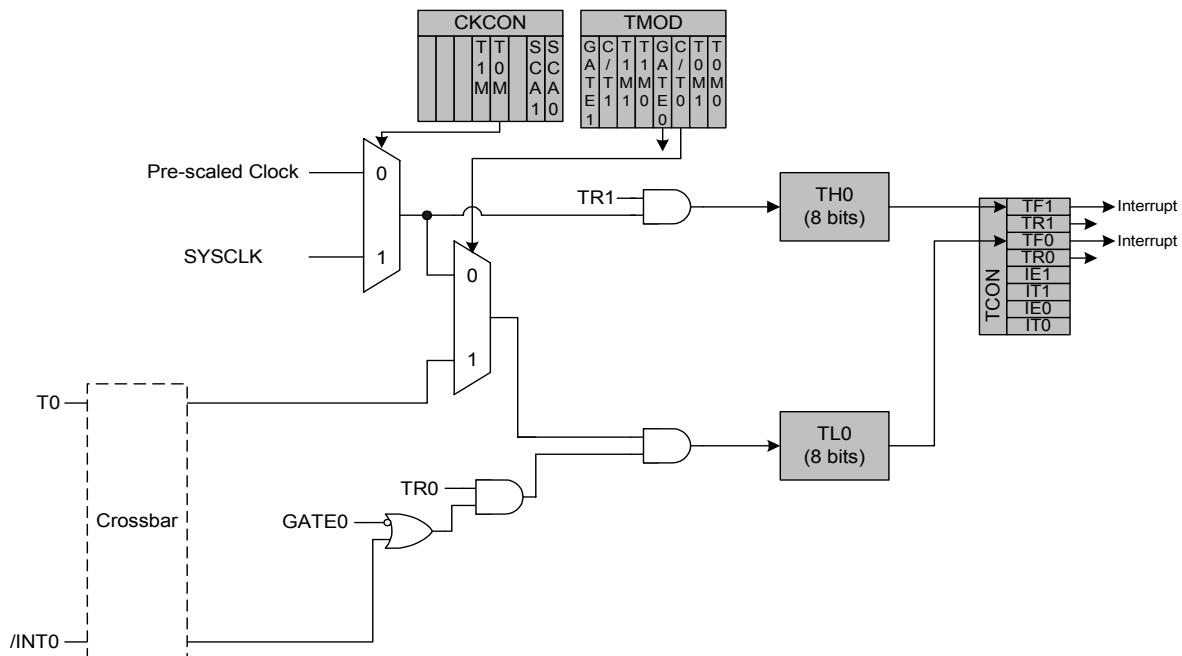 CKCON
T1M
T0M
SCA1
SCA0
TMOD
GATE1
C/T1
T1M1
T1M0
GATE0
C/T0
T0M1
T0M0
Pre-scaled Clock
0
SYSCLK
1
TR1
TH0
(8 bits)
TCON
TF1
TR1
TF0
TR0
IE1
IT1
IE0
IT0
Interrupt
Interrupt
0
1
T0
Crossbar
/INT0
TL0
(8 bits)
TR0
GATE0